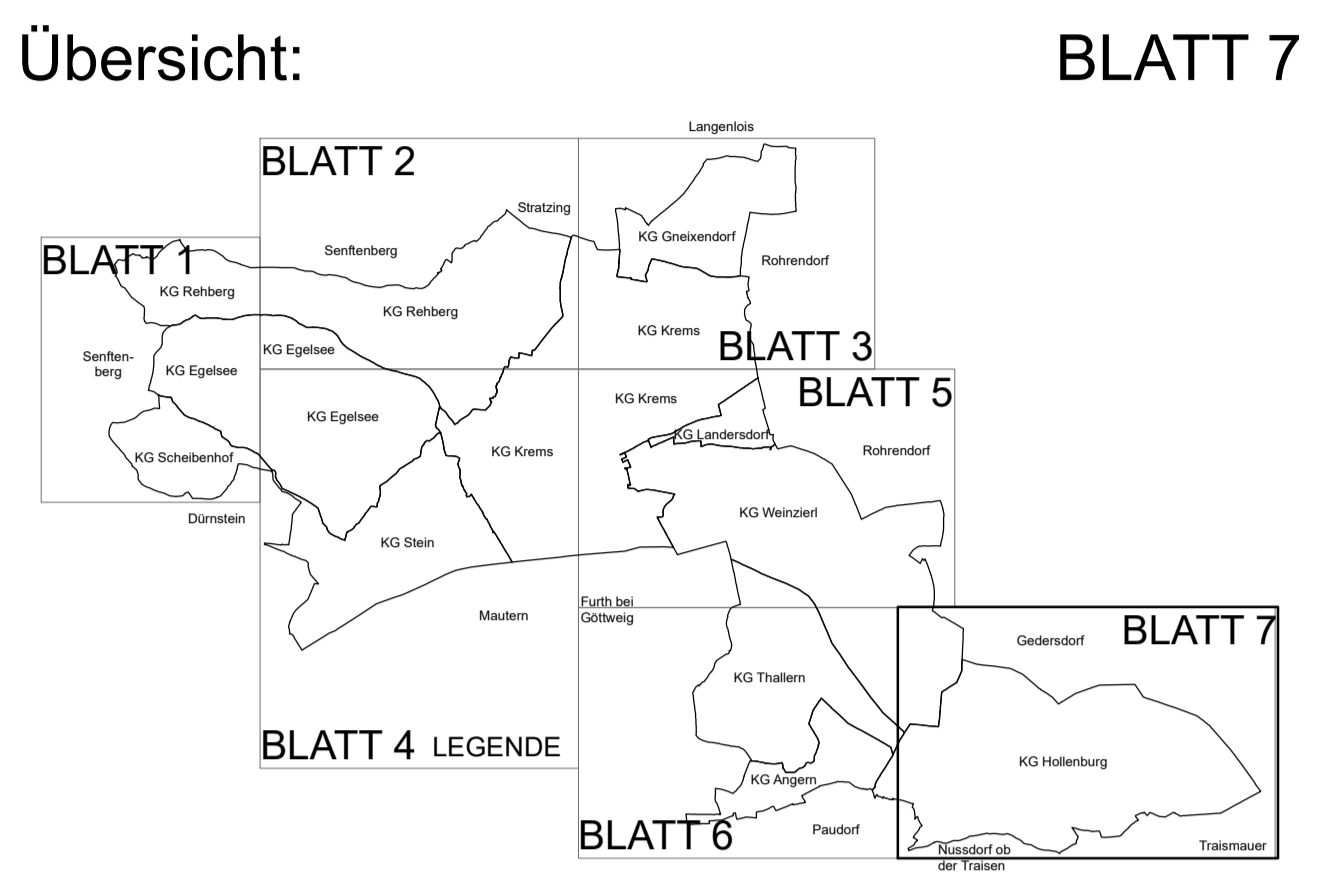 Übersicht:
BLATT 7
Langenlois
BLATT 2
Stratzing
Senftenberg
KG Gneixendorf
Rohrendorf
BLATT 1
KG Rehberg
KG Rehberg
KG Krems
BLATT 3
KG Egelsee
Senften-
berg
KG Egelsee
BLATT 5
KG Egelsee
KG Krems
KG Landersdorf
KG Krems
Rohrendorf
KG Scheibenhof
Dürnstein
KG Weinzierl
KG Stein
Furth bei
Göttweig
Mautern
Gedersdorf
BLATT 7
KG Thallern
BLATT 4
LEGENDE
KG Hollenburg
KG Angern
BLATT 6
Paudorf
Nussdorf ob
der Traisen
Traismauer